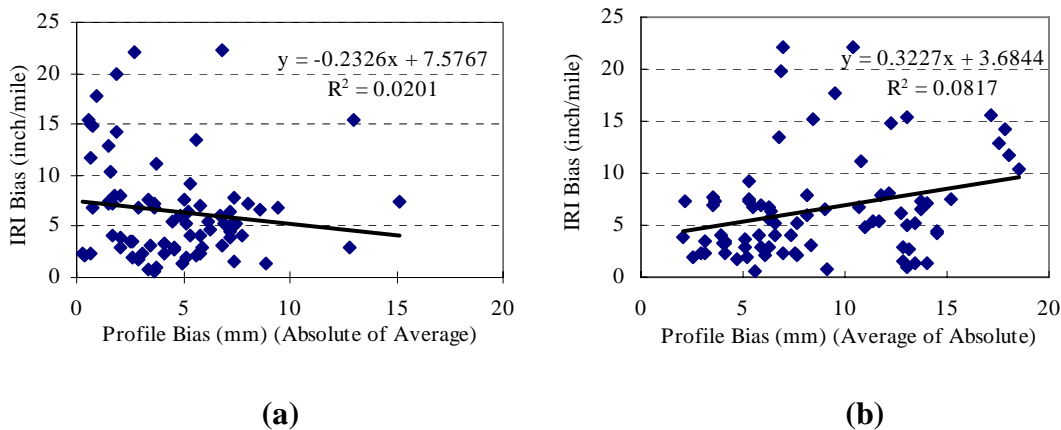 25
20
15
10
5
0
IRI Bias (inch/mile)
y = -0.2326x + 7.5767
R² = 0.0201
0 5 10 15 20
Profile Bias (mm) (Absolute of Average)
(a)
25
20
15
10
5
0
IRI Bias (inch/mile)
y = 0.3227x + 3.6844
R² = 0.0817
0 5 10 15 20
Profile Bias (mm) (Average of Absolute)
(b)